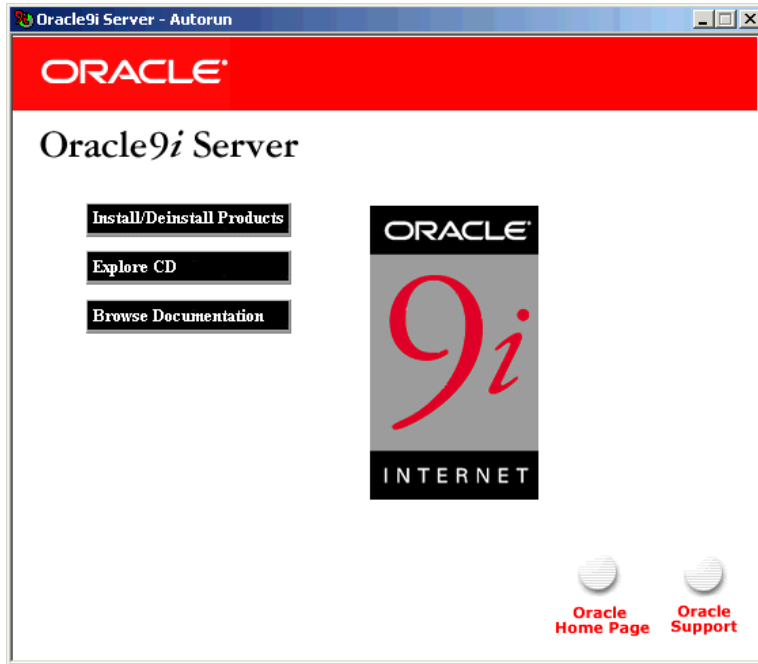 Oracle9i Server - Autorun
ORACLE
Oracle9i Server
Install/Deinstall Products
Explore CD
Browse Documentation
ORACLE
9i
INTERNET
Oracle
Home Page
Oracle
Support